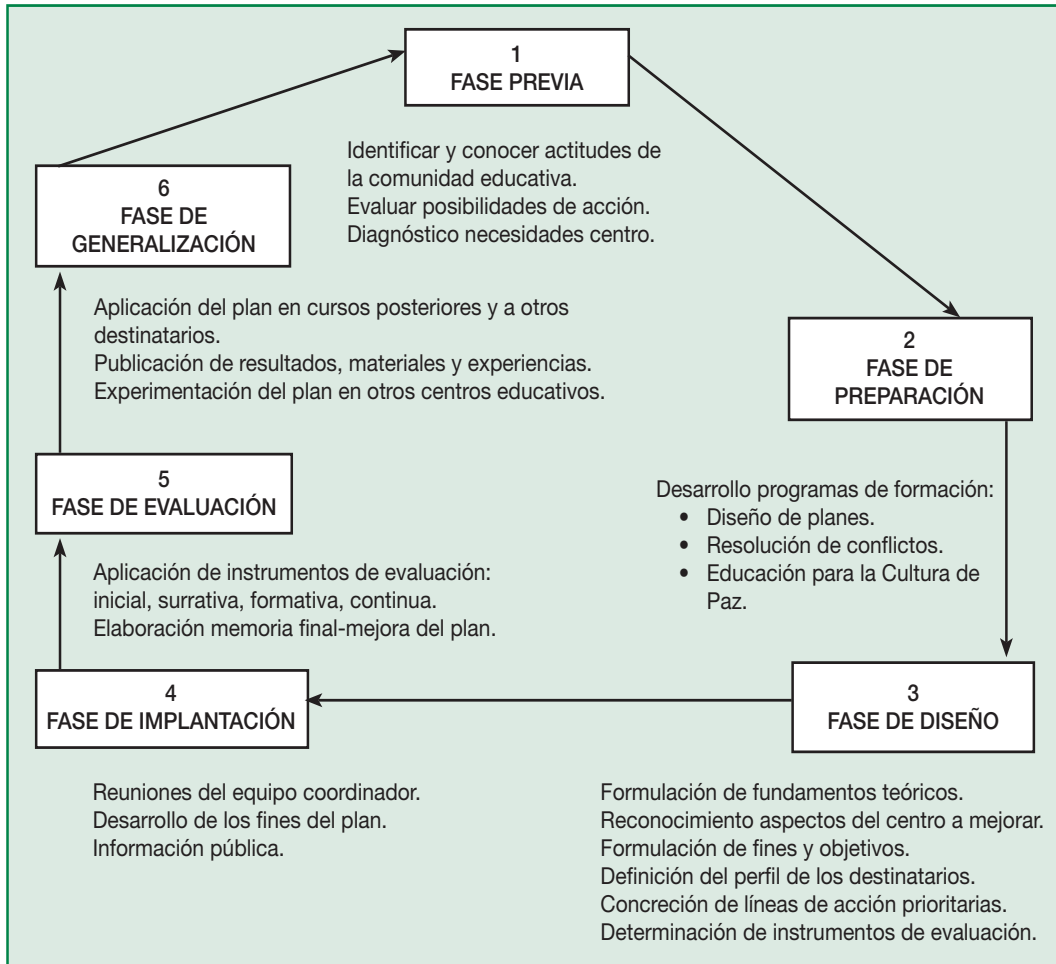 1
FASE PREVIA
Identificar y conocer actitudes de
la comunidad educativa.
Evaluar posibilidades de acción.
Diagnóstico necesidades centro.
2
FASE DE
PREPARACIÓN
Desarrollo programas de formación:
• Diseño de planes.
• Resolución de conflictos.
• Educación para la Cultura de
Paz.
3
FASE DE DISEÑO
Formulación de fundamentos teóricos.
Reconocimiento aspectos del centro a mejorar.
Formulación de fines y objetivos.
Definición del perfil de los destinatarios.
Concreción de líneas de acción prioritarias.
Determinación de instrumentos de evaluación.
4
FASE DE IMPLANTACIÓN
Reuniones del equipo coordinador.
Desarrollo de los fines del plan.
Información pública.
5
FASE DE EVALUACIÓN
Aplicación de instrumentos de evaluación:
inicial, surrativa, formativa, continua.
Elaboración memoria final-mejora del plan.
6
FASE DE
GENERALIZACIÓN
Aplicación del plan en cursos posteriores y a otros
destinatarios.
Publicación de resultados, materiales y experiencias.
Experimentación del plan en otros centros educativos.